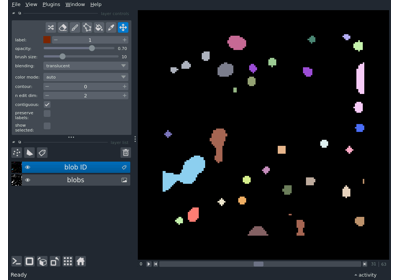 File View Plugins Window Help
label: 1
opacity: 0.70
brush size: 10
blending: translucent
color mode: auto
contour: 0
n edit dim: 2
contiguous:
preserve
labels:
show
selected:
blob ID
blobs
activity